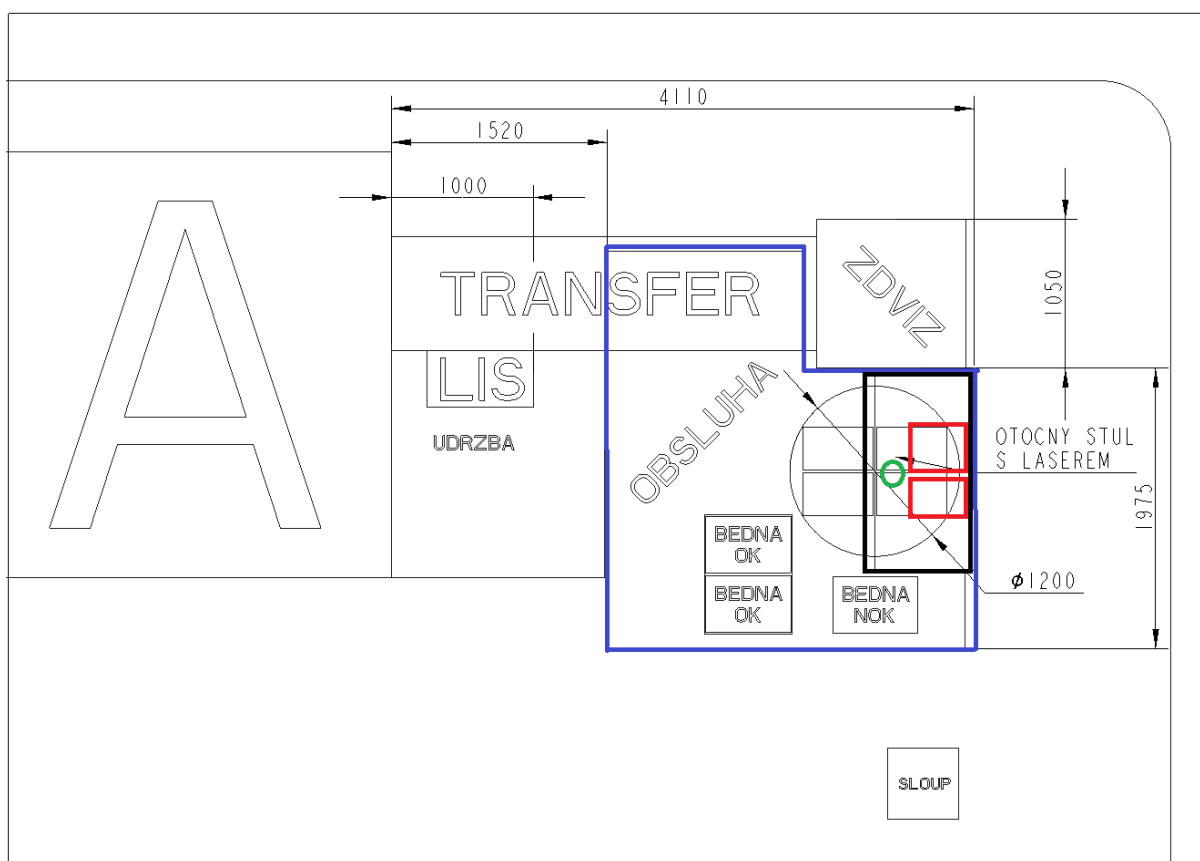 4110
1520
1000
A
TRANSFER
ZDVIZ
1050
LIS
UDRZBA
OBSLUHA
OTOCNY STUL
S LASEREM
1975
BEDNA
OK
BEDNA
OK
BEDNA
NOK
ϕ1200
SLOUP